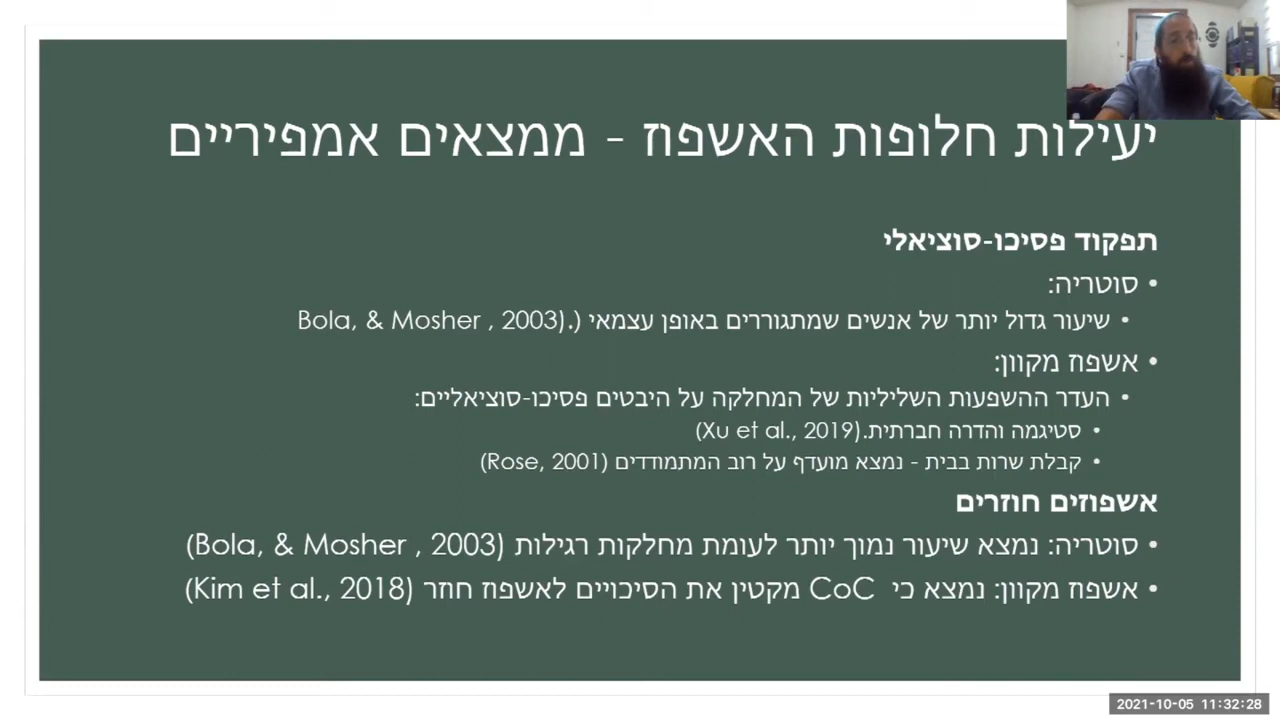 יעילות חלופות האשפוז - ממצאים אמפיריים
תפקוד פסיכו-סוציאלי
• סוטריה:
• שיעור גדול יותר של אנשים שמתגוררים באופן עצמאי (.(Bola, & Mosher , 2003
• אשפוז מקוון:
• העדר ההשפעות השליליות של המחלקה על היבטים פסיכו-סוציאליים:
• סטיגמה והדרה חברתית.(Xu et al., 2019)
• קבלת שרות בבית - נמצא מועדף על רוב המתמודדים (Rose, 2001)
אשפוזים חוזרים
• סוטריה: נמצא שיעור נמוך יותר לעומת מחלקות רגילות (Bola, & Mosher , 2003)
• אשפוז מקוון: נמצא כי CoC מקטין את הסיכויים לאשפוז חוזר (Kim et al., 2018)
2021-10-05 11:32:28